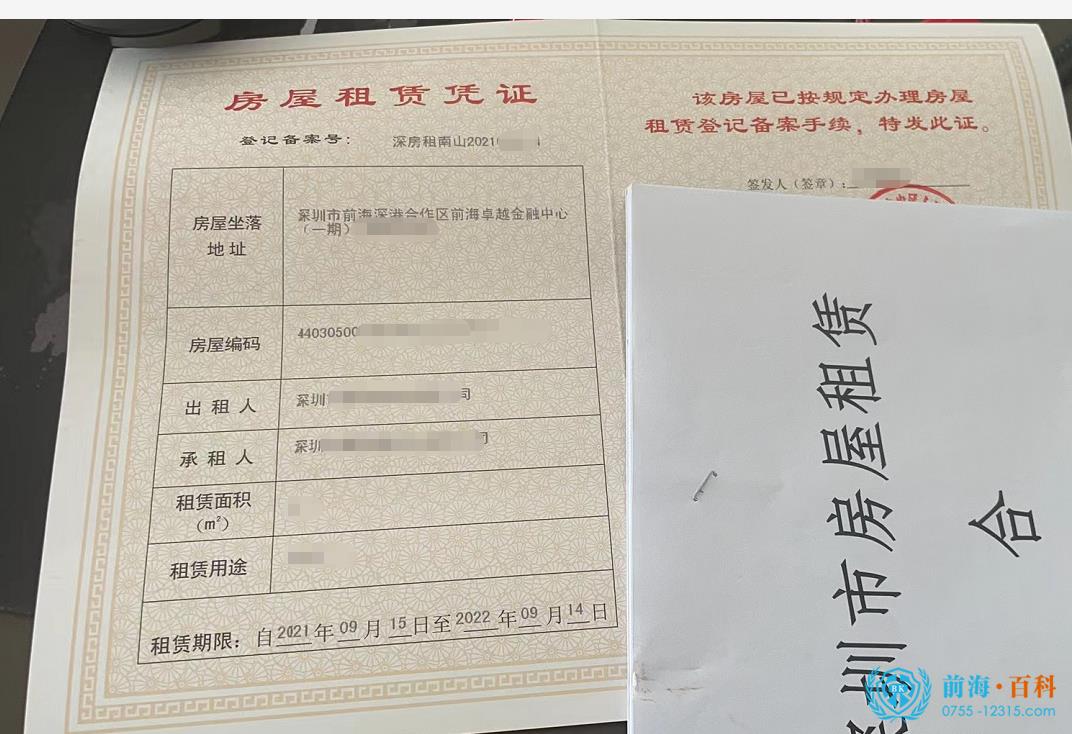 房屋租赁凭证
登记备案号： 深房租南山2021
房屋坐落地址
深圳市前海深港合作区前海卓越金融中心
（一期）
房屋编码
44030500
出租人
深圳 司
承租人
深圳 司
租赁面积
（㎡）
租赁用途
租赁期限：自2021年09月15日至2022年09月14日
该房屋已按规定办理房屋
租赁登记备案手续，特发此证。
签发人（签章）：
深圳市房屋租赁
合
前海·百科
0755 -12315.com